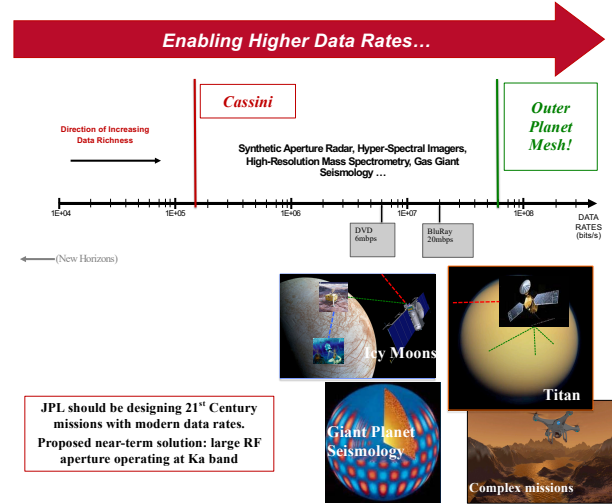 Enabling Higher Data Rates…
Cassini
Outer
Planet
Mesh!
Direction of Increasing
Data Richness
Synthetic Aperture Radar, Hyper-Spectral Imagers,
High-Resolution Mass Spectrometry, Gas Giant
Seismology …
1E+04 1E+05 1E+06 1E+07 1E+08
DATA
RATES
(bits/s)
DVD
6mbps
BluRay
20mbps
(New Horizons)
Icy Moons
Titan
JPL should be designing 21st Century
missions with modern data rates.
Proposed near-term solution: large RF
aperture operating at Ka band
Giant Planet
Seismology
Complex missions